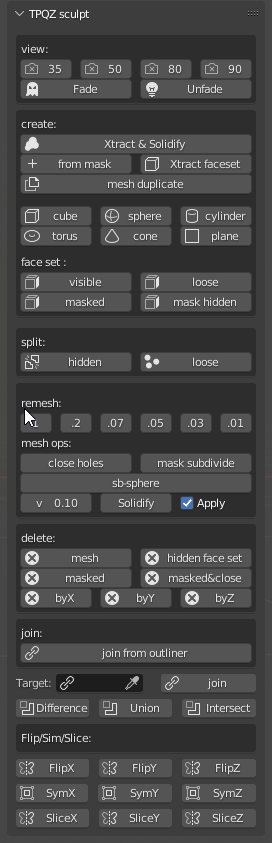 TPQZ sculpt
view:
35 50 80 90
Fade Unfade
create:
Xtract & Solidify
from mask Xtract faceset
mesh duplicate
cube sphere cylinder
torus cone plane
face set :
visible loose
masked mask hidden
split:
hidden loose
remesh:
.2 .07 .05 .03 .01
mesh ops:
close holes mask subdivide
sb-sphere
v 0.10 Solidify Apply
delete:
mesh hidden face set
masked masked&close
byX byY byZ
join:
join from outliner
Target: join
Difference Union Intersect
Flip/Sim/Slice:
FlipX FlipY FlipZ
SymX SymY SymZ
SliceX SliceY SliceZ